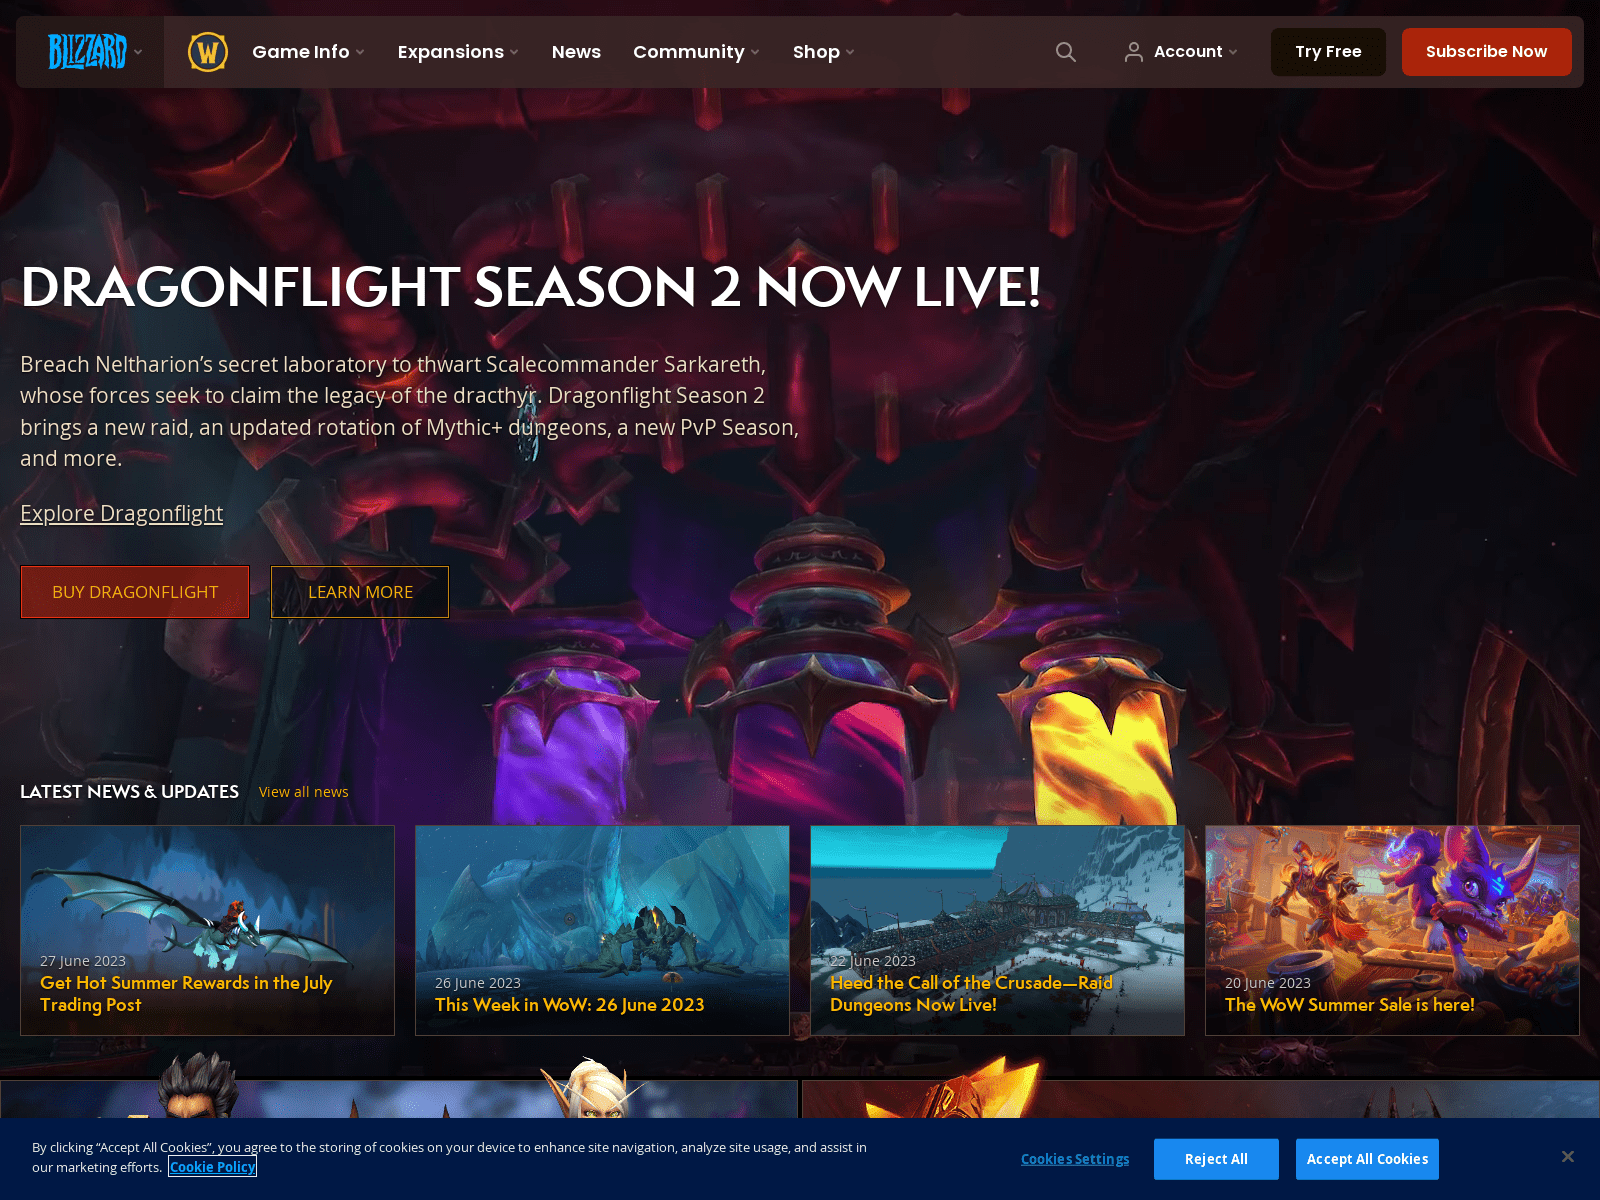 BLIZZARD
W
Game Info
Expansions
News
Community
Shop
Account
Try Free
Subscribe Now
DRAGONFLIGHT SEASON 2 NOW LIVE!
Breach Neltharion’s secret laboratory to thwart Scalecommander Sarkareth,
whose forces seek to claim the legacy of the dracthyr. Dragonflight Season 2
brings a new raid, an updated rotation of Mythic+ dungeons, a new PvP Season,
and more.
Explore Dragonflight
BUY DRAGONFLIGHT
LEARN MORE
LATEST NEWS & UPDATES
View all news
27 June 2023
Get Hot Summer Rewards in the July
Trading Post
26 June 2023
This Week in WoW: 26 June 2023
22 June 2023
Heed the Call of the Crusade—Raid
Dungeons Now Live!
20 June 2023
The WoW Summer Sale is here!
By clicking “Accept All Cookies”, you agree to the storing of cookies on your device to enhance site navigation, analyze site usage, and assist in
our marketing efforts. Cookie Policy
Cookies Settings
Reject All
Accept All Cookies